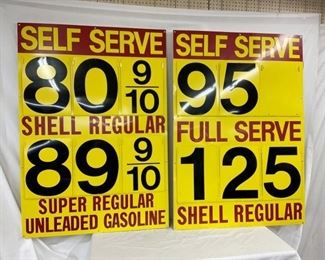 SELF SERVE
80 9/10
SHELL REGULAR
89 9/10
SUPER REGULAR
UNLEADED GASOLINE
SELF SERVE
95
FULL SERVE
125
SHELL REGULAR